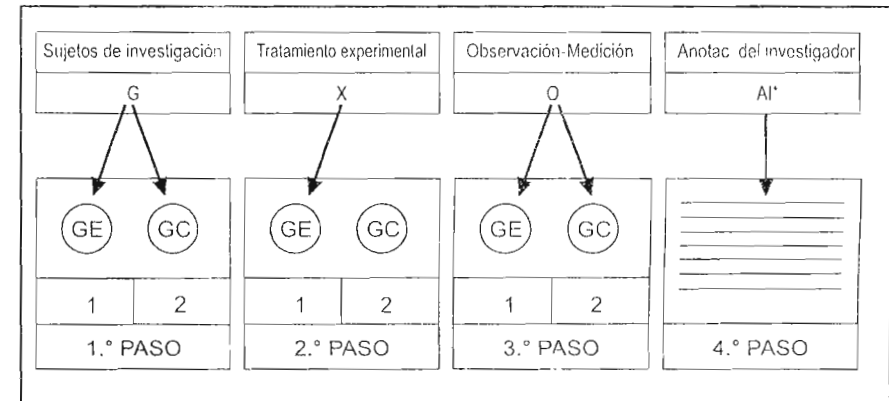 Sujetos de investigación
G
GE GC
1 2
1.° PASO
Tratamiento experimental
X
GE GC
1 2
2.° PASO
Observación-Medición
O
GE GC
1 2
3.° PASO
Anotac del investigador
AI*
4.° PASO